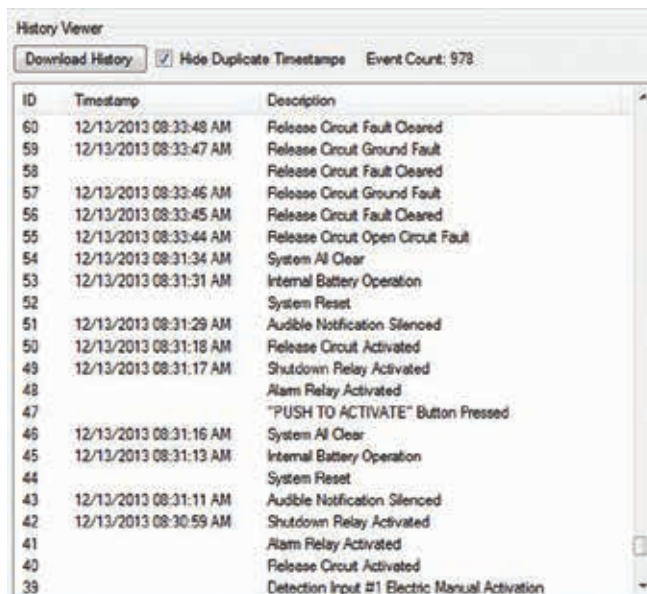 History Viewer
Download History Hide Duplicate Timestamps Event Count: 978
ID Timestamp Description
60 12/13/2013 08:33:48 AM Release Circuit Fault Cleared
59 12/13/2013 08:33:47 AM Release Circuit Ground Fault
58 Release Circuit Fault Cleared
57 12/13/2013 08:33:46 AM Release Circuit Ground Fault
56 12/13/2013 08:33:45 AM Release Circuit Fault Cleared
55 12/13/2013 08:33:44 AM Release Circuit Open Circuit Fault
54 12/13/2013 08:31:34 AM System All Clear
53 12/13/2013 08:31:31 AM Internal Battery Operation
52 System Reset
51 12/13/2013 08:31:29 AM Audible Notification Silenced
50 12/13/2013 08:31:18 AM Release Circuit Activated
49 12/13/2013 08:31:17 AM Shutdown Relay Activated
48 Alarm Relay Activated
47 "PUSH TO ACTIVATE" Button Pressed
46 12/13/2013 08:31:16 AM System All Clear
45 12/13/2013 08:31:13 AM Internal Battery Operation
44 System Reset
43 12/13/2013 08:31:11 AM Audible Notification Silenced
42 12/13/2013 08:30:59 AM Shutdown Relay Activated
41 Alarm Relay Activated
40 Release Circuit Activated
39 Detection Input #1 Electric Manual Activation